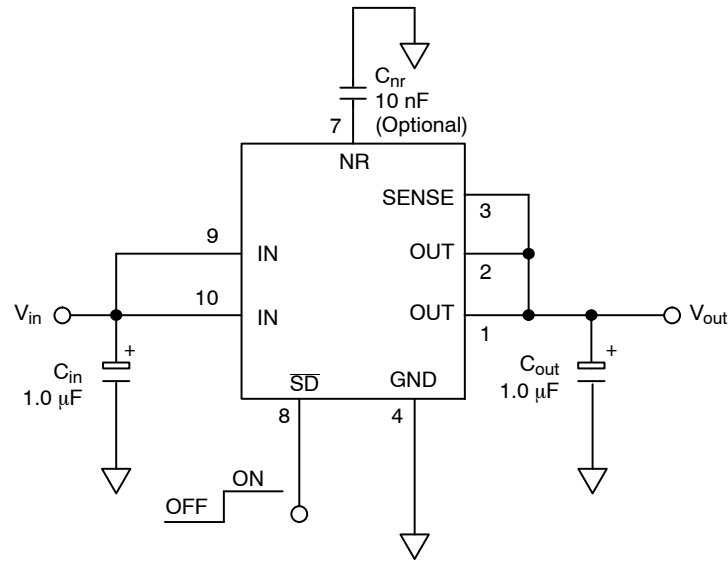 C_nr
10 nF
(Optional)
7
NR
SENSE
3
9
IN
OUT
2
V_in
10
IN
OUT
1
V_out
+
C_in
1.0 μF
+
C_out
1.0 μF
S̅D̅
GND
8
4
ON
OFF